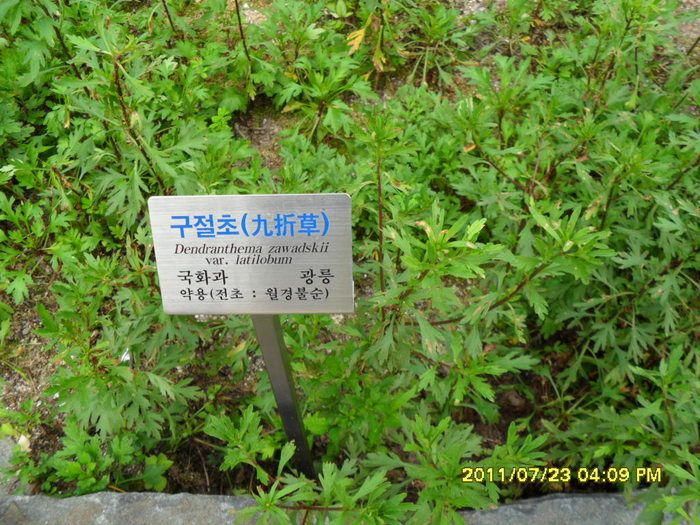 구절초(九折草)
Dendranthema zawadskii
var. latilobum
국화과 광릉
약용(전초 : 월경불순)
2011/07/23 04:09 PM